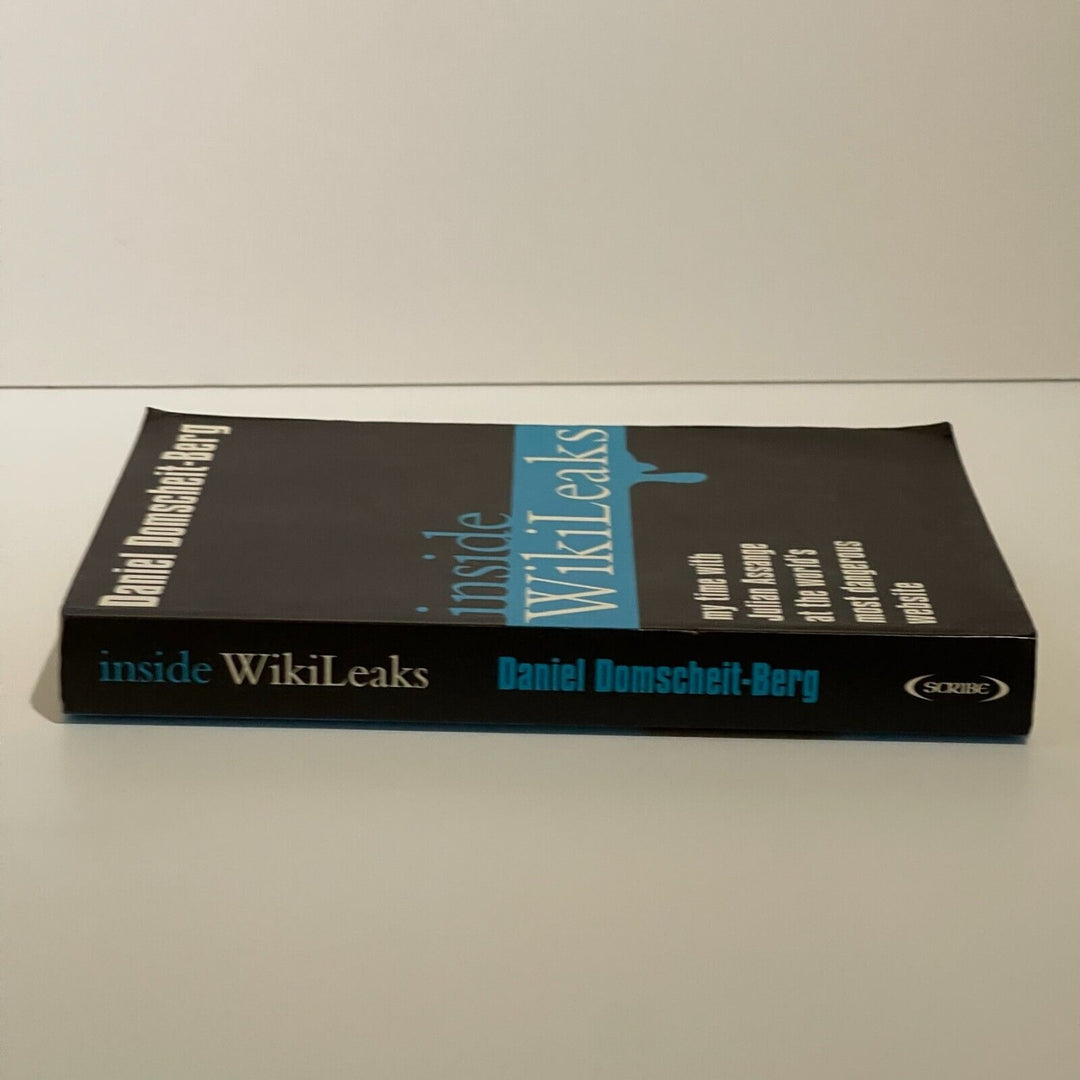 Daniel Domscheit-Berg
inside
WikiLeaks
my time with
Julian Assange
at the world's
most dangerous
website
inside WikiLeaks Daniel Domscheit-Berg SCRIBE